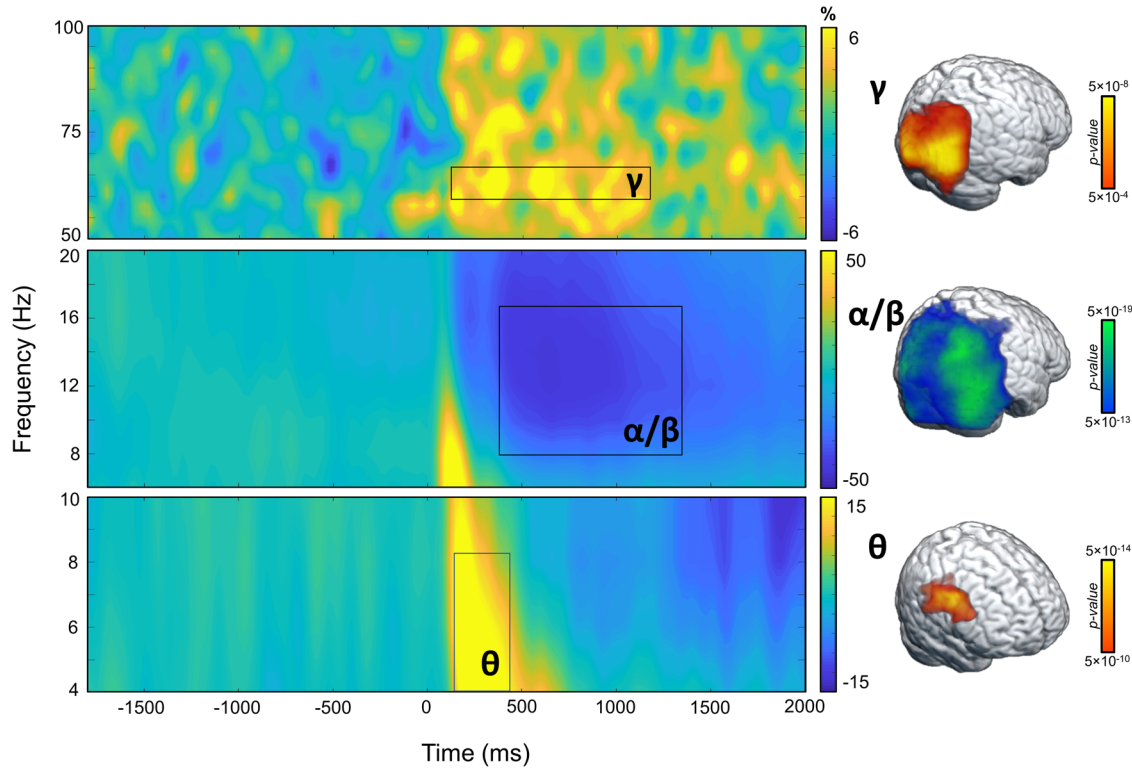 %
100
75
50
γ
6
-6
γ
5×10-8
p-value
5×10-4
Frequency (Hz)
20
16
12
8
α/β
50
-50
α/β
5×10-19
p-value
5×10-13
10
8
6
4
θ
15
-15
θ
5×10-14
p-value
5×10-10
-1500 -1000 -500 0 500 1000 1500 2000
Time (ms)